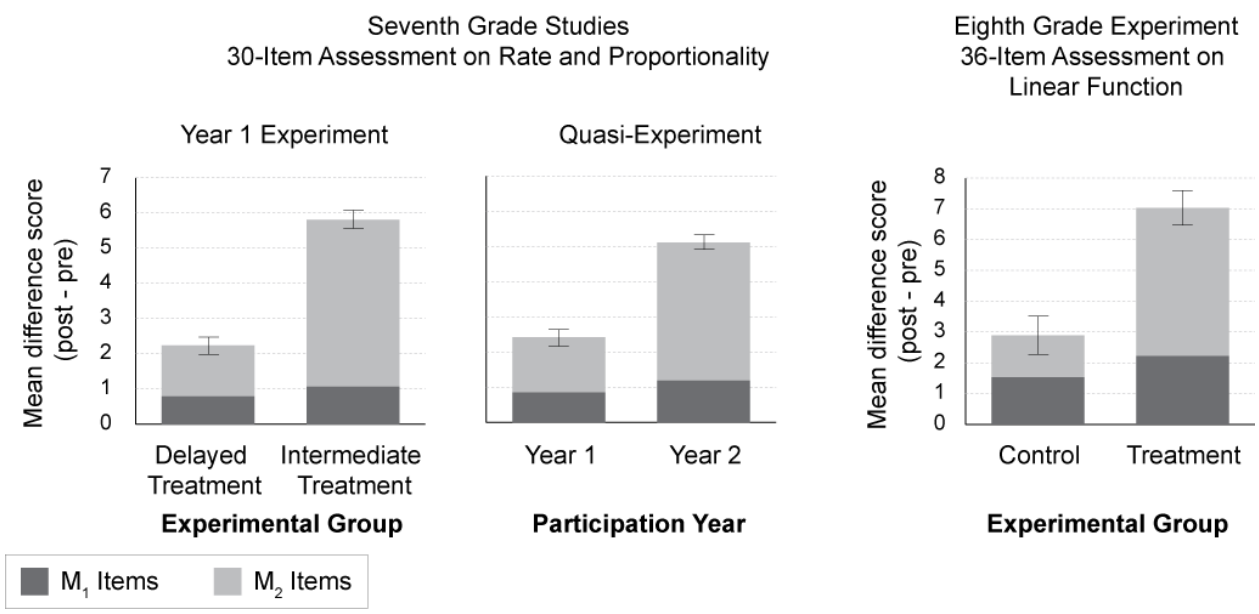 Seventh Grade Studies
30-Item Assessment on Rate and Proportionality
Year 1 Experiment
Mean difference score
(post - pre)
7
6
5
4
3
2
1
0
Delayed
Treatment
Intermediate
Treatment
Experimental Group
Quasi-Experiment
Year 1
Year 2
Participation Year
Eighth Grade Experiment
36-Item Assessment on
Linear Function
Mean difference score
(post - pre)
8
7
6
5
4
3
2
1
0
Control
Treatment
Experimental Group
M₁ Items
M₂ Items